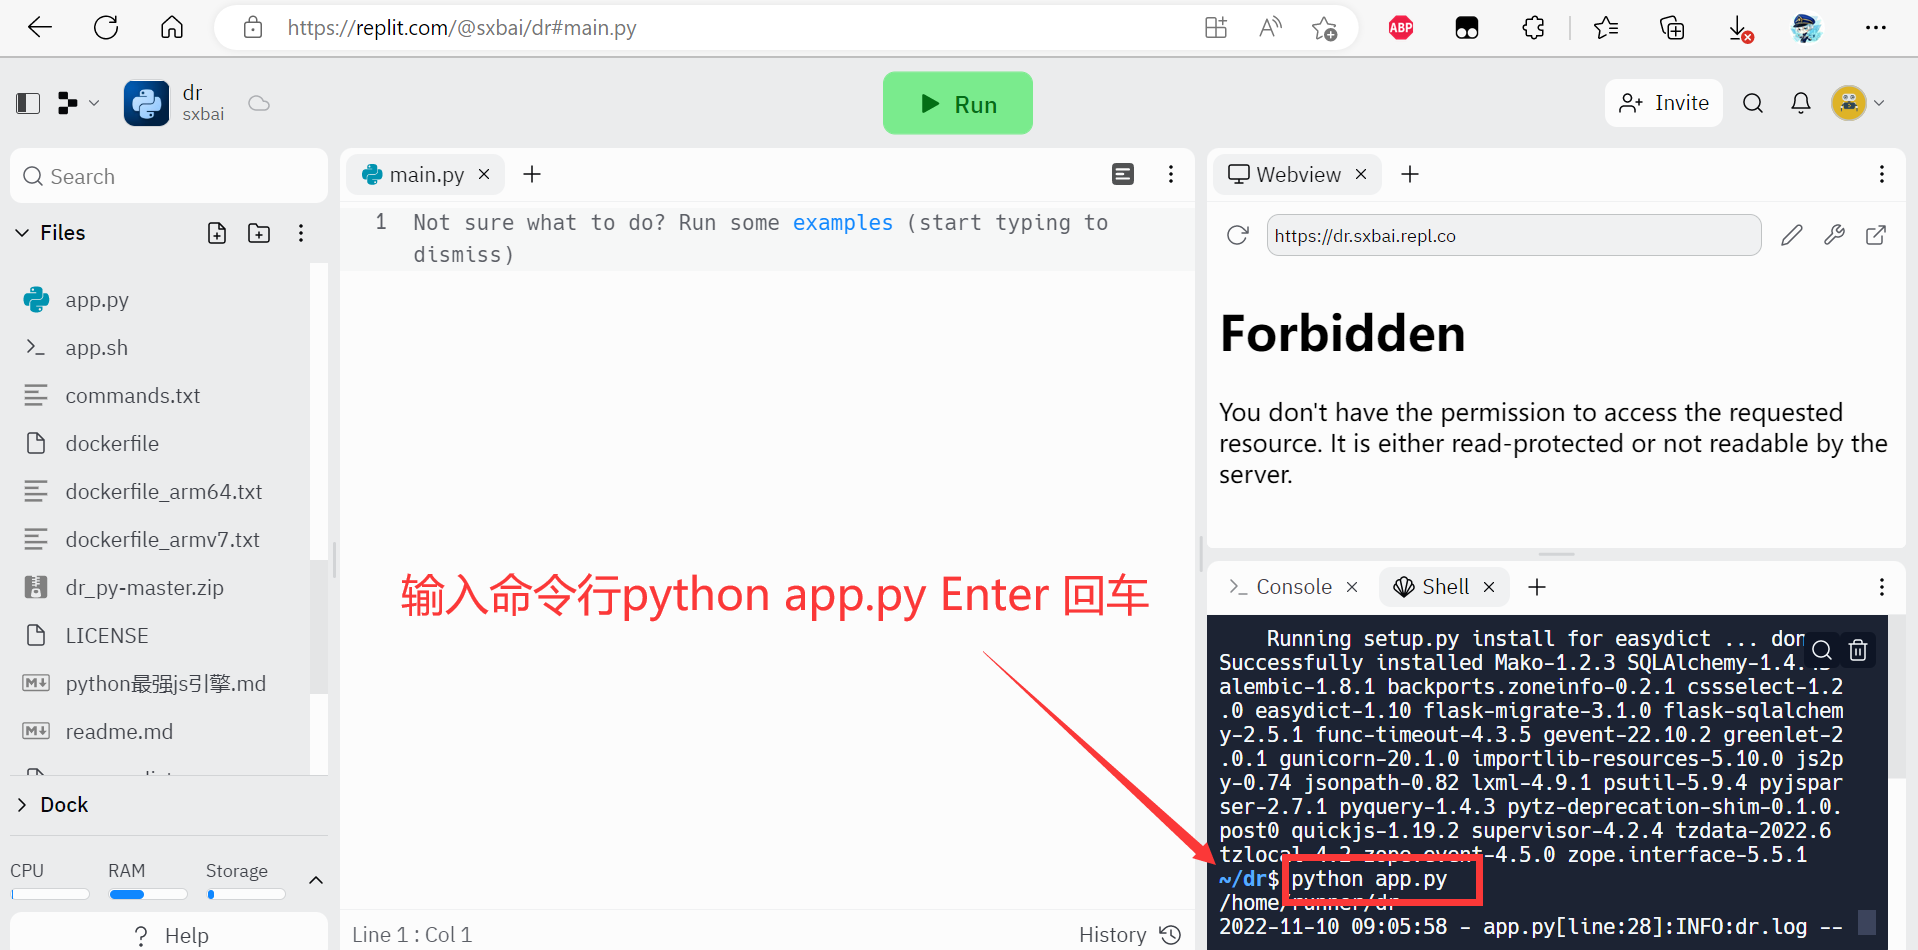 https://replit.com/@sxbai/dr#main.py
ABP
dr
sxbai
Run
Invite
Search
Files
app.py
app.sh
commands.txt
dockerfile
dockerfile_arm64.txt
dockerfile_armv7.txt
dr_py-master.zip
LICENSE
python最强js引擎.md
readme.md
Dock
CPU
RAM
Storage
Help
main.py
1 Not sure what to do? Run some examples (start typing to
dismiss)
输入命令行python app.py Enter 回车
Line 1 : Col 1
History
Webview
https://dr.sxbai.repl.co
Forbidden
You don't have the permission to access the requested
resource. It is either read-protected or not readable by the
server.
Console
Shell
Running setup.py install for easydict ... don
Successfully installed Mako-1.2.3 SQLAlchemy-1.4.
alembic-1.8.1 backports.zoneinfo-0.2.1 cssselect-1.2
.0 easydict-1.10 flask-migrate-3.1.0 flask-sqlalchem
y-2.5.1 func-timeout-4.3.5 gevent-22.10.2 greenlet-2
.0.1 gunicorn-20.1.0 importlib-resources-5.10.0 js2p
y-0.74 jsonpath-0.82 lxml-4.9.1 psutil-5.9.4 pyjspar
ser-2.7.1 pyquery-1.4.3 pytz-deprecation-shim-0.1.0.
post0 quickjs-1.19.2 supervisor-4.2.4 tzdata-2022.6
tzlocal-4.2 zope.event-4.5.0 zope.interface-5.5.1
~/dr$ python app.py
/home/runner/dr
2022-11-10 09:05:58 - app.py[line:28]:INFO:dr.log --